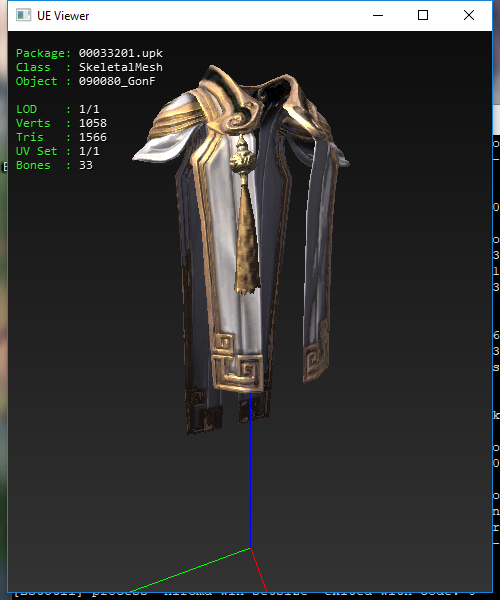 UE Viewer
Package: 00033201.upk
Class  : SkeletalMesh
Object : 090080_GonF
LOD    : 1/1
Verts  : 1058
Tris   : 1566
UV Set : 1/1
Bones  : 33